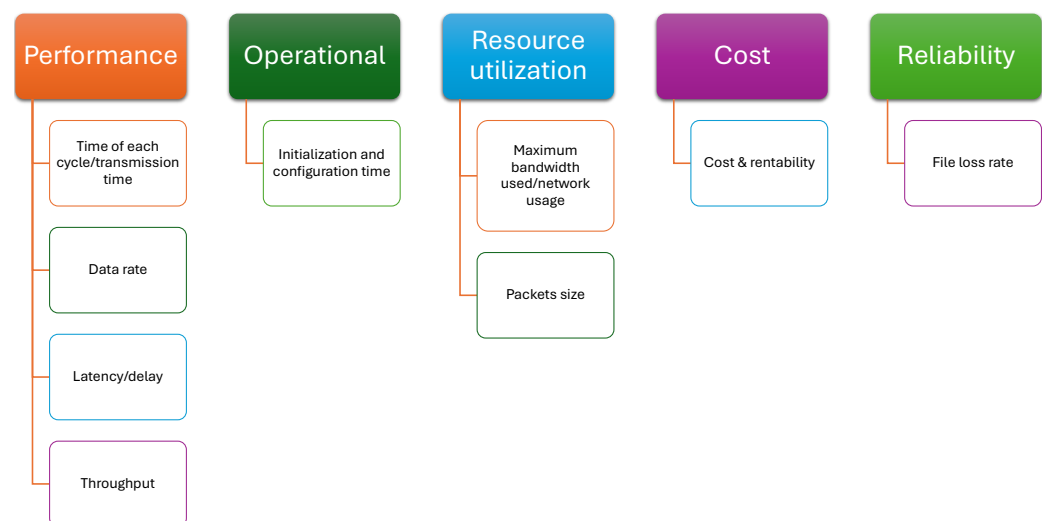 Performance
Time of each
cycle/transmission
time
Data rate
Latency/delay
Throughput
Operational
Initialization and
configuration time
Resource
utilization
Maximum
bandwidth
used/network
usage
Packets size
Cost
Cost & rentability
Reliability
File loss rate